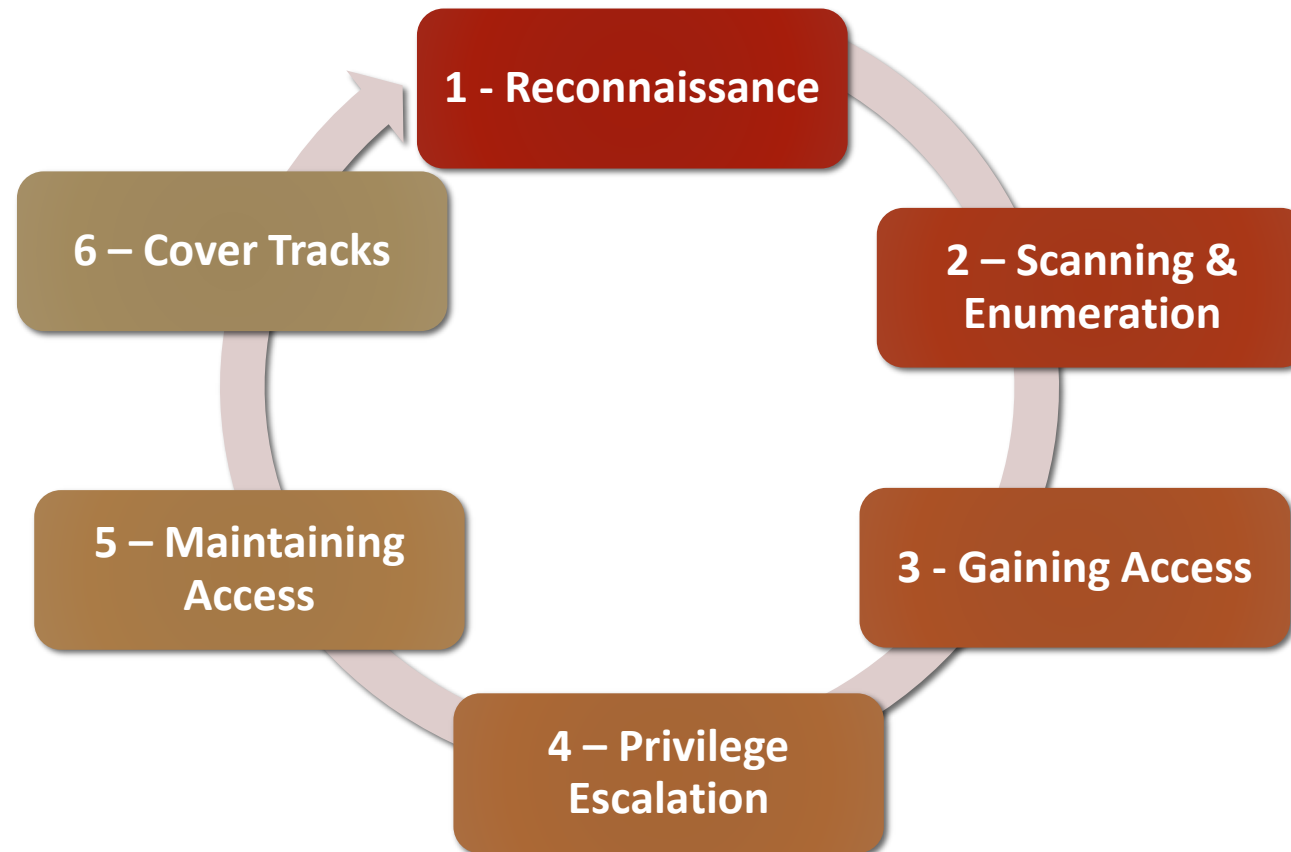 1 - Reconnaissance
2 – Scanning &
Enumeration
3 - Gaining Access
4 – Privilege
Escalation
5 – Maintaining
Access
6 – Cover Tracks